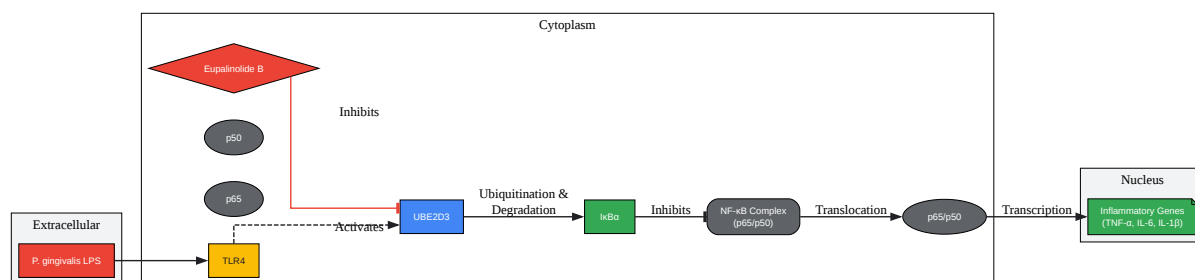 Cytoplasm
Eupalinolide B
Inhibits
p50
p65
Extracellular
P. gingivalis LPS
TLR4
Activates
UBE2D3
Ubiquitination &
Degradation
IκBα
Inhibits
NF-κB Complex
(p65/p50)
Translocation
p65/p50
Transcription
Nucleus
Inflammatory Genes
(TNF-α, IL-6, IL-1β)